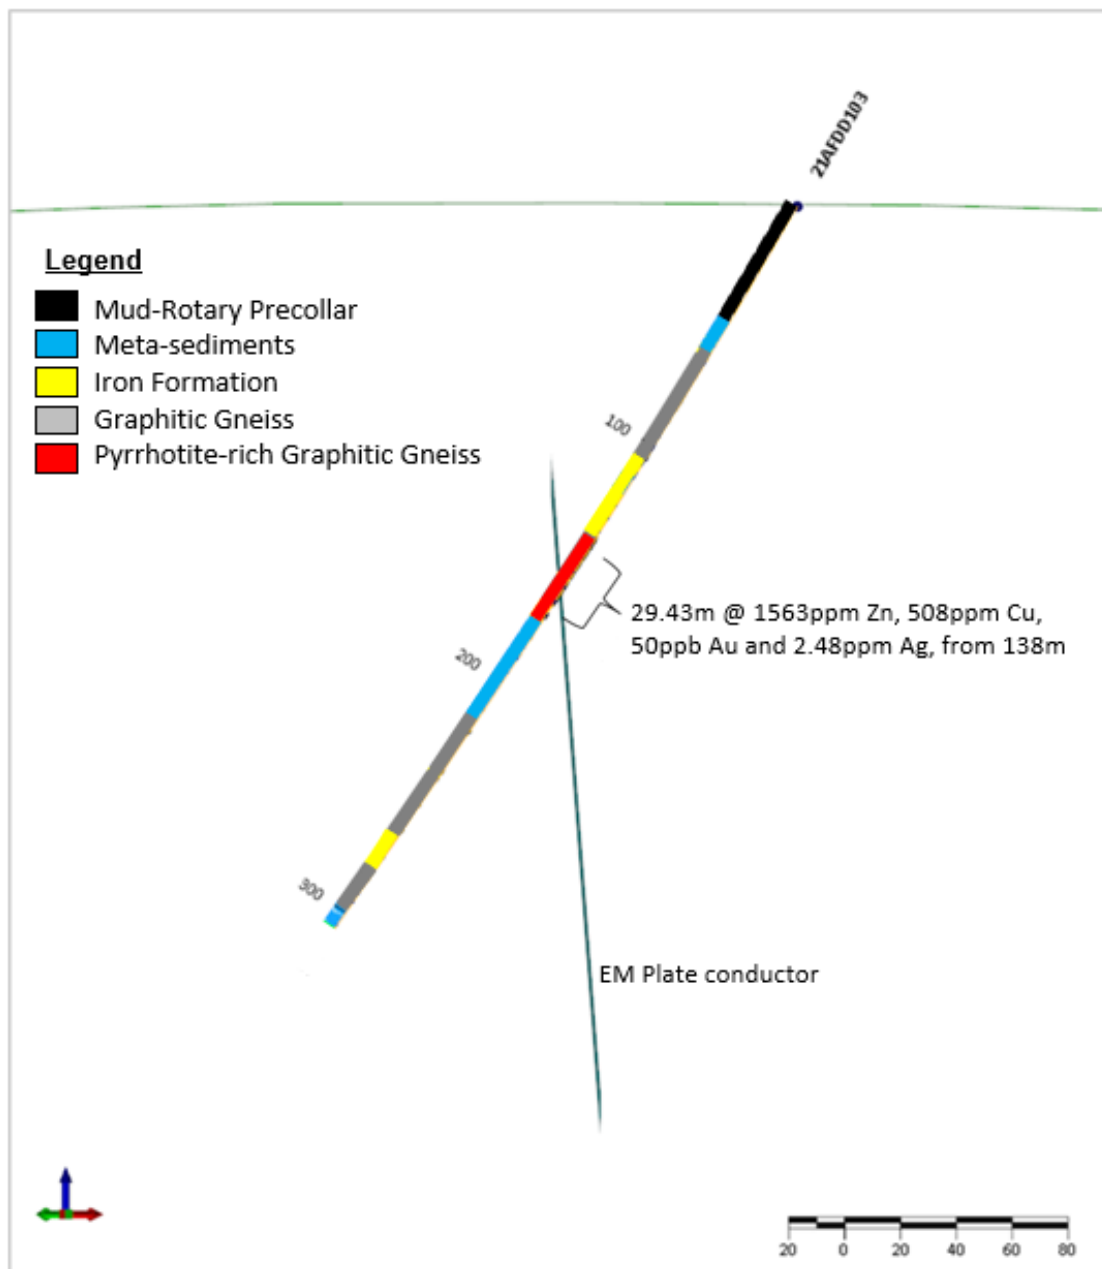 21AFDD103
Legend
Mud-Rotary Precollar
Meta-sediments
Iron Formation
Graphitic Gneiss
Pyrrhotite-rich Graphitic Gneiss
100
29.43m @ 1563ppm Zn, 508ppm Cu,
50ppb Au and 2.48ppm Ag, from 138m
200
300
EM Plate conductor
20 0 20 40 60 80